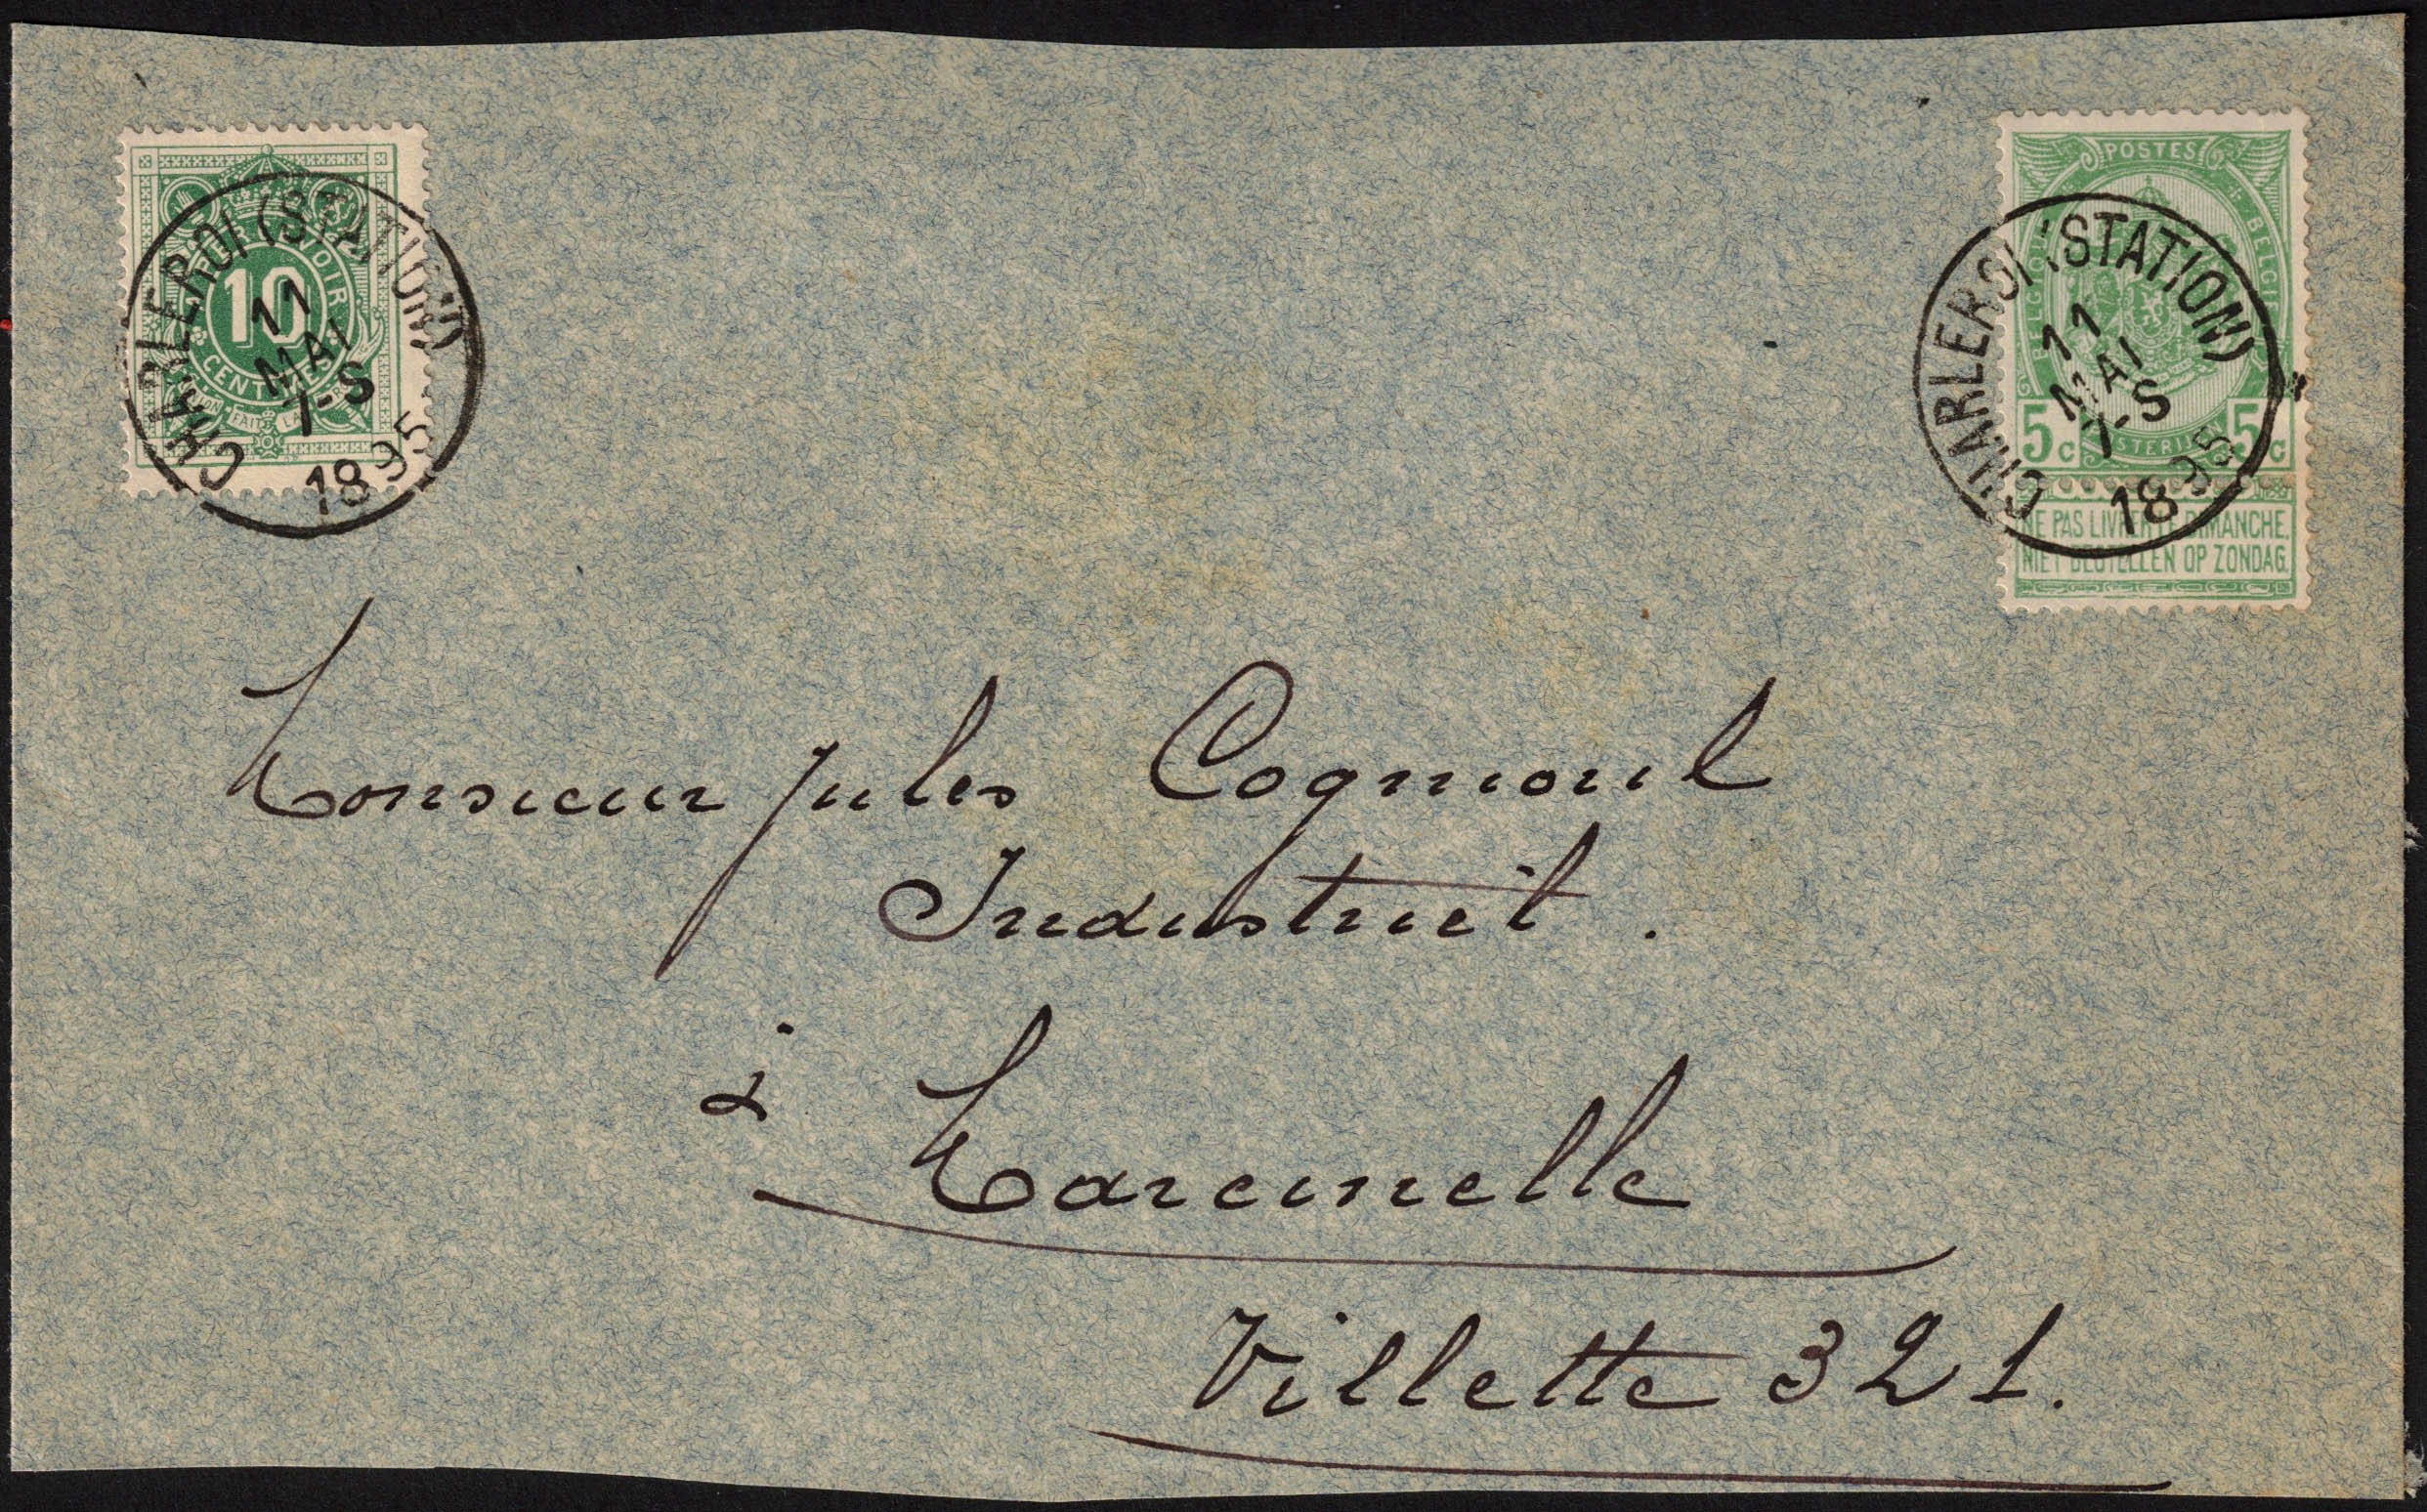 10
CENTIMES
CHARLEROI (STATION)
11
MAI
7-S
1895
POSTES
BELGIQUE
BELGIE
5c 5c
NE PAS LIVRER LE DIMANCHE.
NIET BESTELLEN OP ZONDAG.
CHARLEROI (STATION)
11
MAI
7-S
1895
Monsieur Jules Cognioul
Industriel.
à Marcinelle
Villette 321.